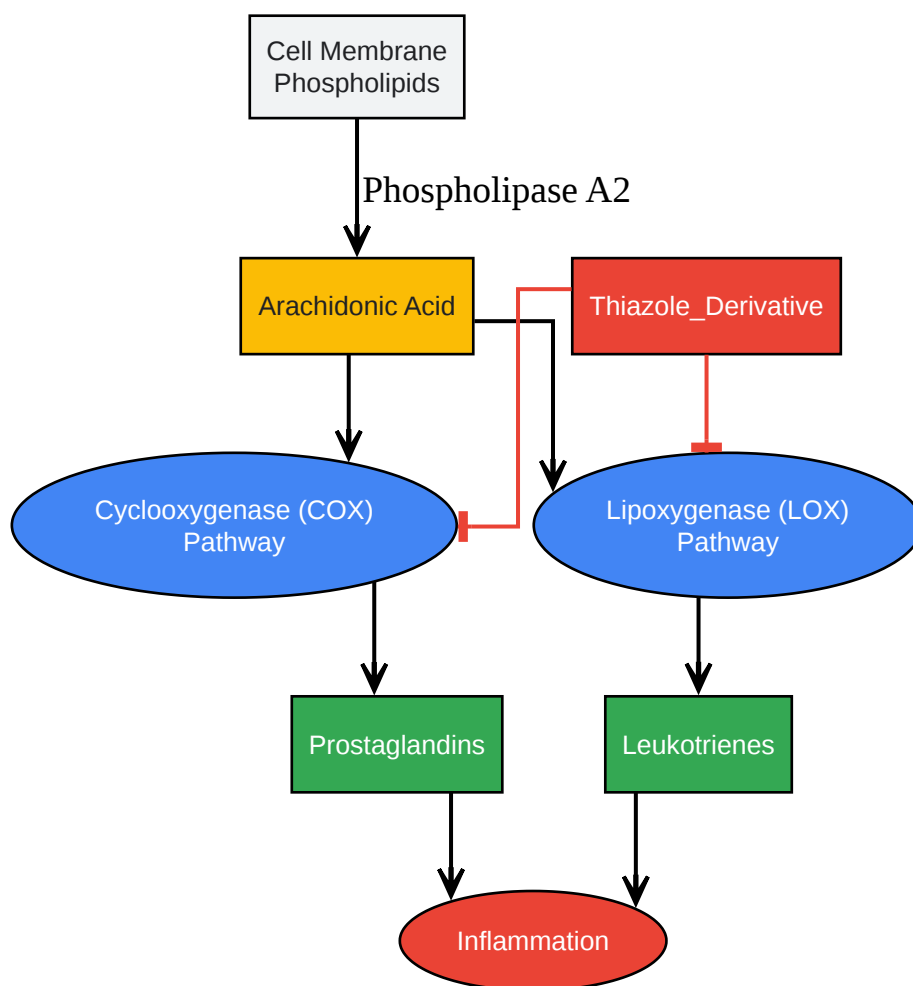 Cell Membrane
Phospholipids
Phospholipase A2
Arachidonic Acid
Thiazole_Derivative
Cyclooxygenase (COX)
Pathway
Lipoxygenase (LOX)
Pathway
Prostaglandins
Leukotrienes
Inflammation